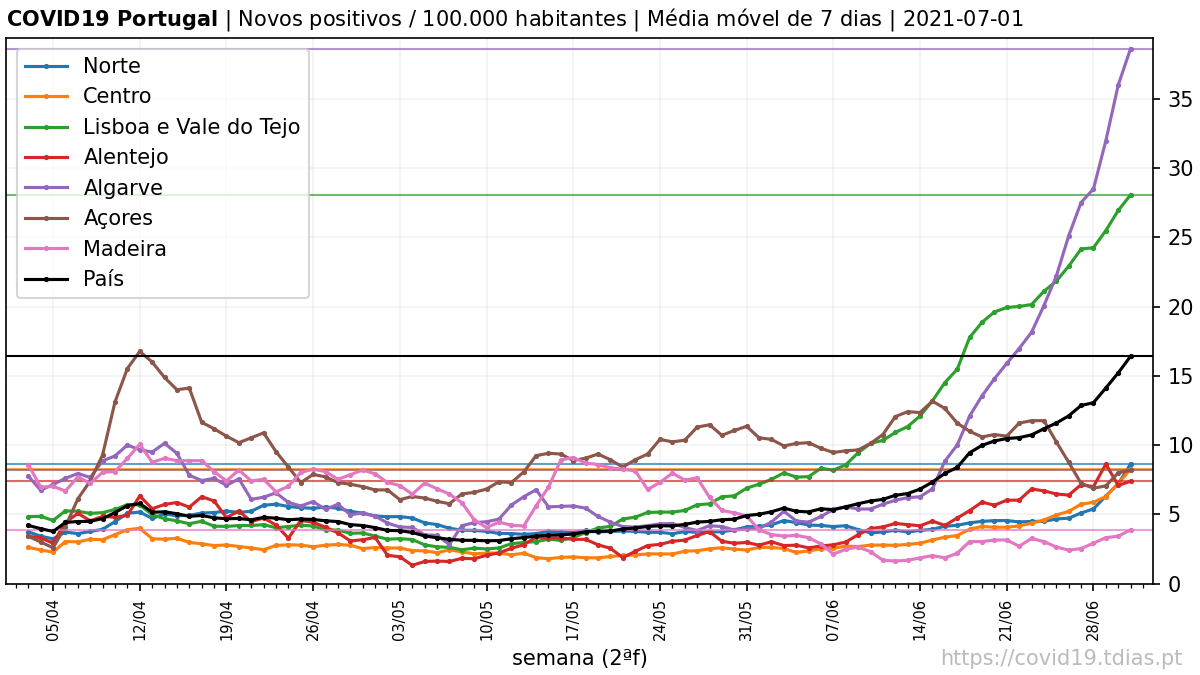 COVID19 Portugal | Novos positivos / 100.000 habitantes | Média móvel de 7 dias | 2021-07-01
Norte
Centro
Lisboa e Vale do Tejo
Alentejo
Algarve
Açores
Madeira
País
35
30
25
20
15
10
5
0
05/04
12/04
19/04
26/04
03/05
10/05
17/05
24/05
31/05
07/06
14/06
21/06
28/06
semana (2ªf)
https://covid19.tdias.pt